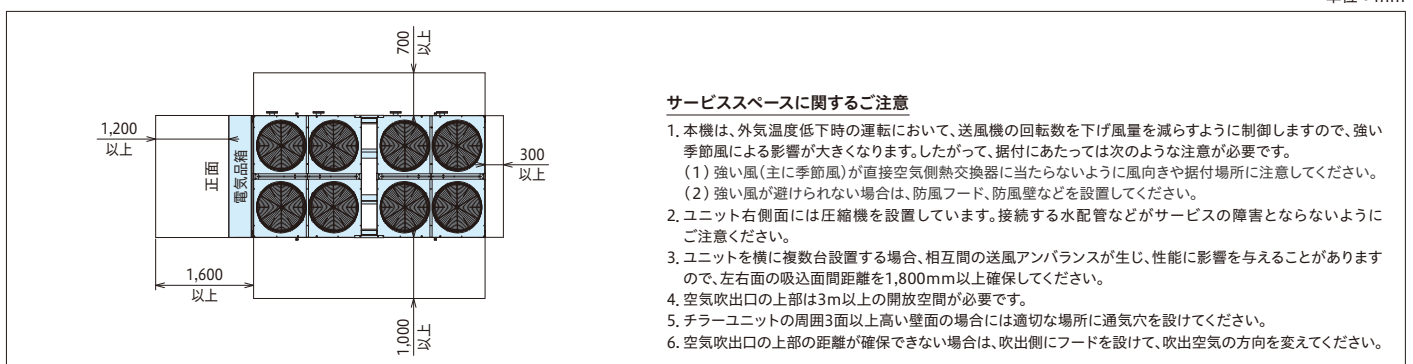 700
以上
1,200
以上
正面
電気品箱
300
以上
1,600
以上
1,000
以上
サービススペースに関するご注意
1. 本機は、外気温度低下時の運転において、送風機の回転数を下げ風量を減らすように制御しますので、強い
季節風による影響が大きくなります。したがって、据付にあたっては次のような注意が必要です。
(1) 強い風(主に季節風)が直接空気側熱交換器に当たらないように風向きや据付場所に注意してください。
(2) 強い風が避けられない場合は、防風フード、防風壁などを設置してください。
2. ユニット右側面には圧縮機を設置しています。接続する水配管などがサービスの障害とならないように
ご注意ください。
3. ユニットを横に複数台設置する場合、相互間の送風アンバランスが生じ、性能に影響を与えることがあります
ので、左右面の吸込面間距離を1,800mm以上確保してください。
4. 空気吹出口の上部は3m以上の開放空間が必要です。
5. チラーユニットの周囲3面以上高い壁面の場合には適切な場所に通気穴を設けてください。
6. 空気吹出口の上部の距離が確保できない場合は、吹出側にフードを設けて、吹出空気の方向を変えてください。